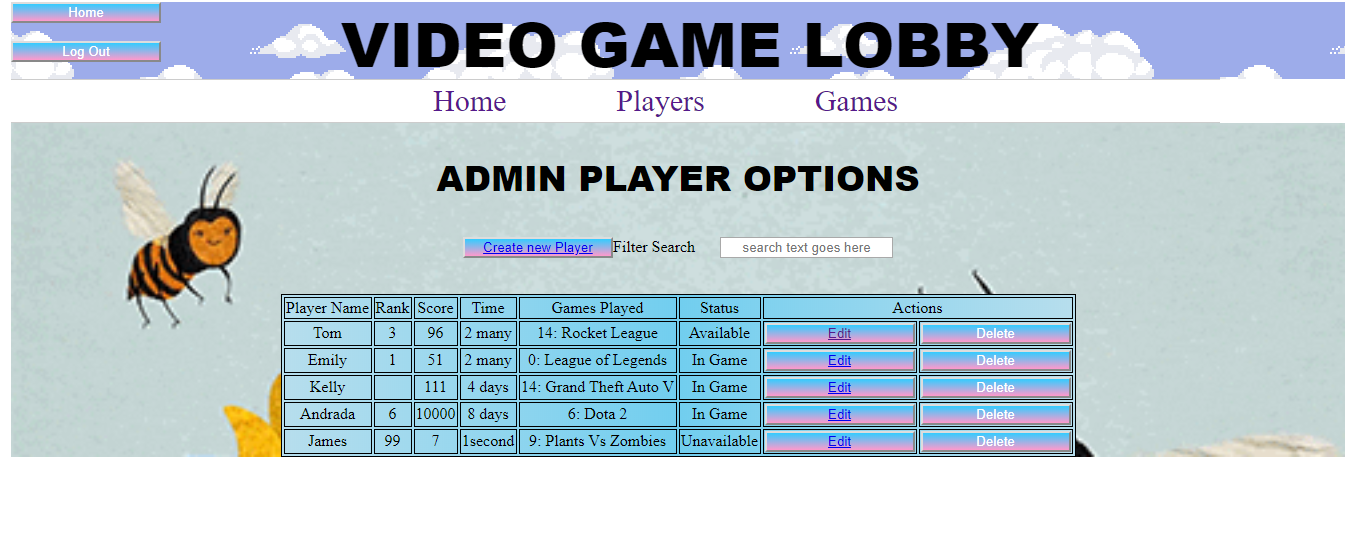 Home
VIDEO GAME LOBBY
Log Out
Home Players Games
ADMIN PLAYER OPTIONS
Create new Player Filter Search search text goes here
Player Name Rank Score Time Games Played Status Actions
Tom 3 96 2 many 14: Rocket League Available Edit Delete
Emily 1 51 2 many 0: League of Legends In Game Edit Delete
Kelly 111 4 days 14: Grand Theft Auto V In Game Edit Delete
Andrada 6 10000 8 days 6: Dota 2 In Game Edit Delete
James 99 7 1second 9: Plants Vs Zombies Unavailable Edit Delete